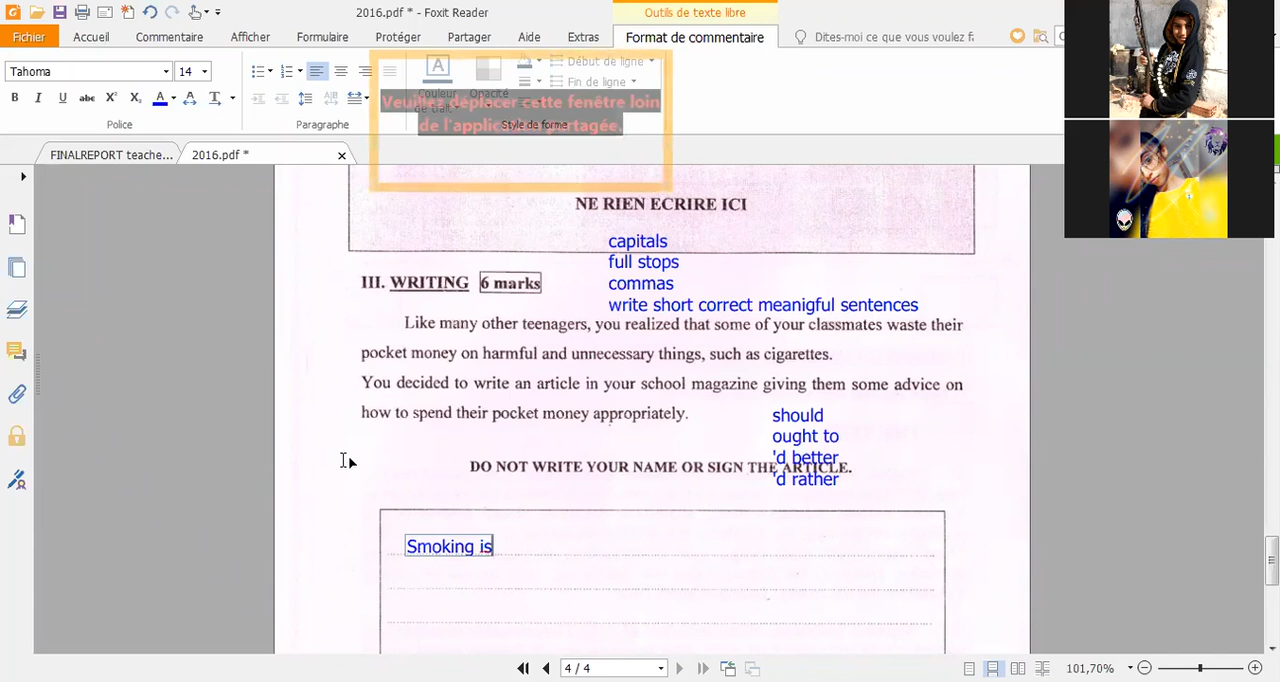 2016.pdf * - Foxit Reader
Outils de texte libre
Fichier
Accueil
Commentaire
Afficher
Formulaire
Protéger
Partager
Aide
Extras
Format de commentaire
Dites-moi ce que vous voulez f
Tahoma
14
Début de ligne
Fin de ligne
Couleur
de trait
Opacité
Veuillez déplacer cette fenêtre loin
de l'application partagée.
Style de forme
Police
Paragraphe
FINALREPORT teache...
2016.pdf *
NE RIEN ECRIRE ICI
capitals
full stops
commas
write short correct meanigful sentences
III. WRITING 6 marks
Like many other teenagers, you realized that some of your classmates waste their
pocket money on harmful and unnecessary things, such as cigarettes.
You decided to write an article in your school magazine giving them some advice on
how to spend their pocket money appropriately.
should
ought to
'd better
DO NOT WRITE YOUR NAME OR SIGN THE ARTICLE.
'd rather
Smoking is
4 / 4
101,70%